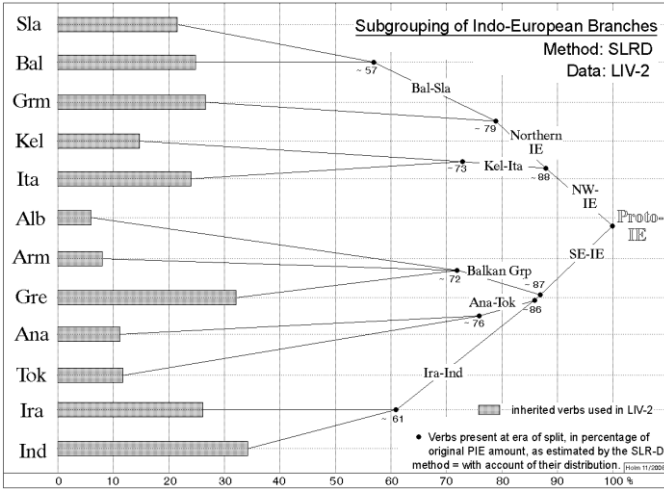 Subgrouping of Indo-European Branches
Method: SLRD
Data: LIV-2
Sla
Bal
~57
Bal-Sla
Grm
~79
Northern
IE
Kel
~73
Kel-Ita
~88
Ita
NW-
IE
Alb
Proto-
IE
SE-IE
Arm
~72
Balkan Grp
~87
Gre
Ana-Tok
~86
Ana
~76
Tok
Ira-Ind
Ira
~61
inherited verbs used in LIV-2
Ind
• Verbs present at era of split, in percentage of
original PIE amount, as estimated by the SLR-D
method = with account of their distribution.
Holm 11/2008
0 10 20 30 40 50 60 70 80 90 100 %